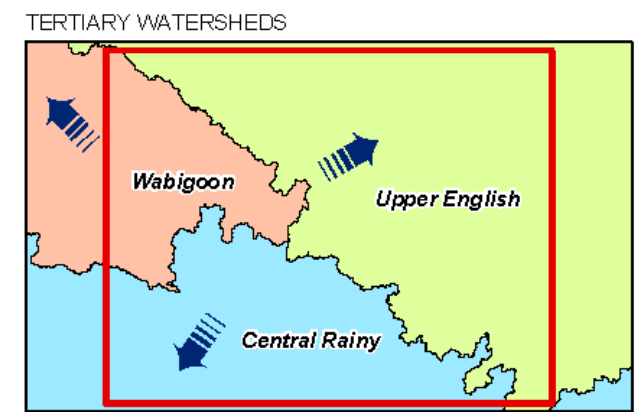 TERTIARY WATERSHEDS
Wabigoon
Upper English
Central Rainy